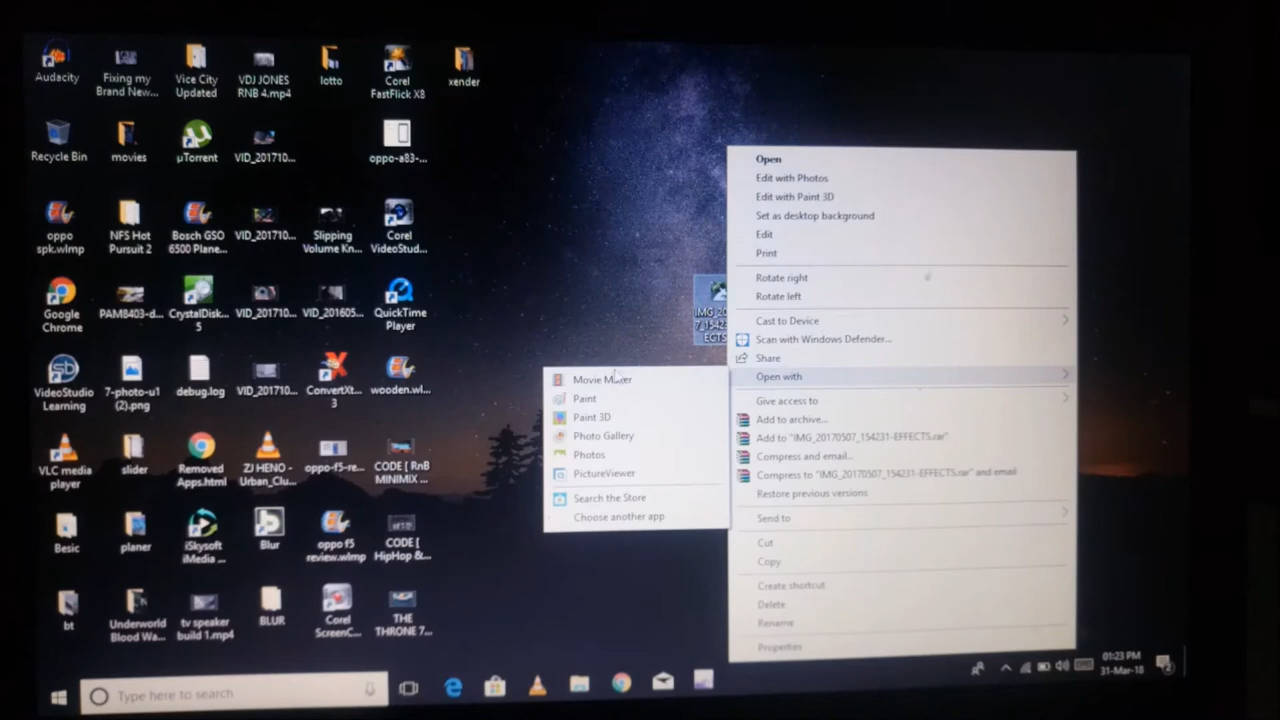 Audacity
Fixing my
Brand New...
Vice City
Updated
VDJ JONES
RNB 4.mp4
lotto
Corel
FastFlick X8
xender
Recycle Bin
movies
µTorrent
VID_201710...
oppo-a83-...
oppo
spk.wlmp
NFS Hot
Pursuit 2
Bosch GSO
6500 Plane...
VID_201710...
Slipping
Volume Kn...
Corel
VideoStud...
Google
Chrome
PAM8403-d...
CrystalDisk...
5
VID_201710...
VID_201605...
QuickTime
Player
VideoStudio
Learning
7-photo-u1
(2).png
debug.log
VID_201710...
ConvertXt...
3
wooden.wl...
VLC media
player
slider
Removed
Apps.html
ZJ HENO -
Urban_Clu...
oppo-f5-re...
CODE [ RnB
MINIMIX ...
Besic
planer
iSkysoft
iMedia ...
Blur
oppo f5
review.wlmp
CODE [
HipHop &...
bt
Underworld
Blood Wa...
tv speaker
build 1.mp4
BLUR
Corel
ScreenC...
THE
THRONE 7...
IMG_20
7_1542
ECTS
Open
Edit with Photos
Edit with Paint 3D
Set as desktop background
Edit
Print
Rotate right
Rotate left
Cast to Device
Scan with Windows Defender...
Share
Open with
Give access to
Add to archive...
Add to "IMG_20170507_154231-EFFECTS.rar"
Compress and email...
Compress to "IMG_20170507_154231-EFFECTS.rar" and email
Restore previous versions
Send to
Cut
Copy
Create shortcut
Delete
Rename
Properties
Movie Maker
Paint
Paint 3D
Photo Gallery
Photos
PictureViewer
Search the Store
Choose another app
Type here to search
01:23 PM
31-Mar-18
2